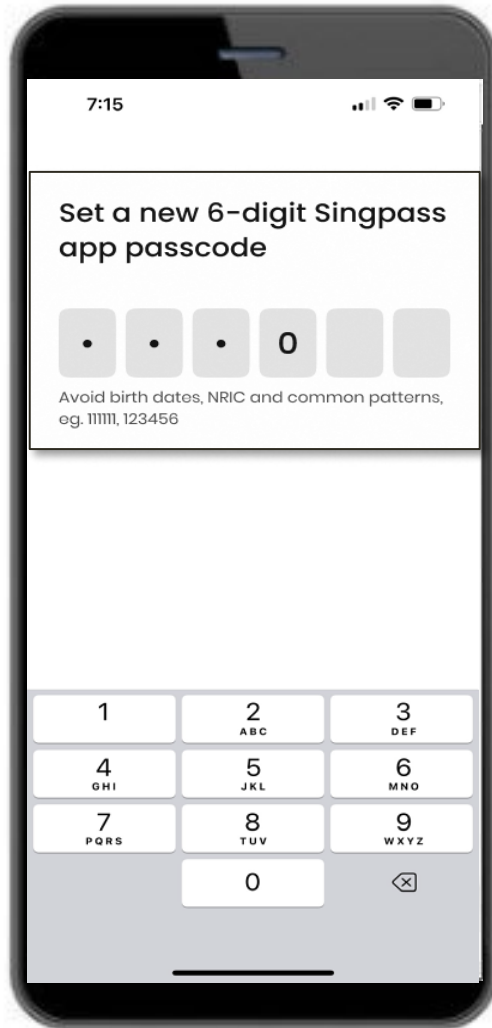 7:15
Set a new 6-digit Singpass
app passcode
0
Avoid birth dates, NRIC and common patterns,
eg. 111111, 123456
1
2
ABC
3
DEF
4
GHI
5
JKL
6
MNO
7
PQRS
8
TUV
9
WXYZ
0